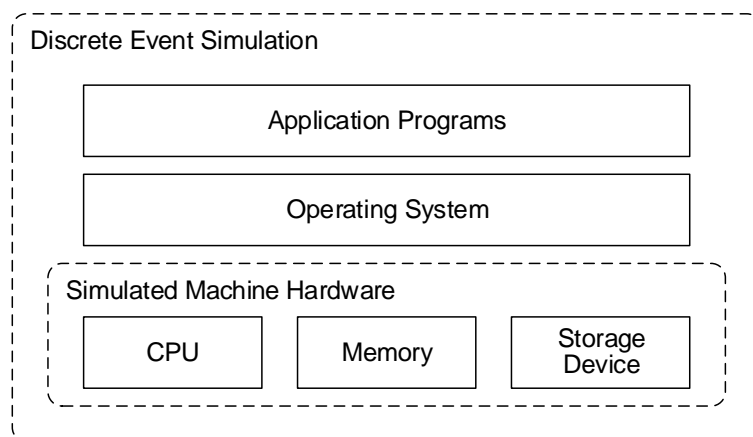 Discrete Event Simulation
Application Programs
Operating System
Simulated Machine Hardware
CPU
Memory
Storage
Device